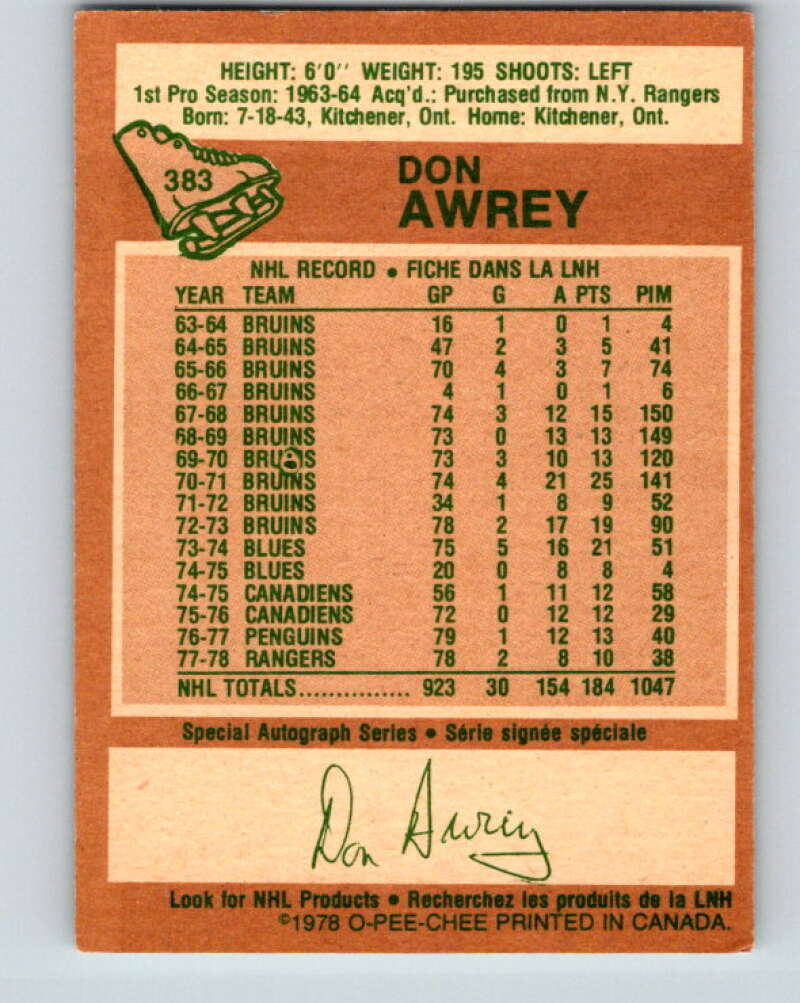 HEIGHT: 6'0'' WEIGHT: 195 SHOOTS: LEFT
1st Pro Season: 1963-64 Acq'd.: Purchased from N.Y. Rangers
Born: 7-18-43, Kitchener, Ont. Home: Kitchener, Ont.
383
DON
AWREY
NHL RECORD • FICHE DANS LA LNH
YEAR TEAM GP G A PTS PIM
63-64 BRUINS 16 1 0 1 4
64-65 BRUINS 47 2 3 5 41
65-66 BRUINS 70 4 3 7 74
66-67 BRUINS 4 1 0 1 6
67-68 BRUINS 74 3 12 15 150
68-69 BRUINS 73 0 13 13 149
69-70 BRUINS 73 3 10 13 120
70-71 BRUINS 74 4 21 25 141
71-72 BRUINS 34 1 8 9 52
72-73 BRUINS 78 2 17 19 90
73-74 BLUES 75 5 16 21 51
74-75 BLUES 20 0 8 8 4
74-75 CANADIENS 56 1 11 12 58
75-76 CANADIENS 72 0 12 12 29
76-77 PENGUINS 79 1 12 13 40
77-78 RANGERS 78 2 8 10 38
NHL TOTALS............... 923 30 154 184 1047
Special Autograph Series • Série signée spéciale
Don Awrey
Look for NHL Products • Recherchez les produits de la LNH
©1978 O-PEE-CHEE PRINTED IN CANADA.